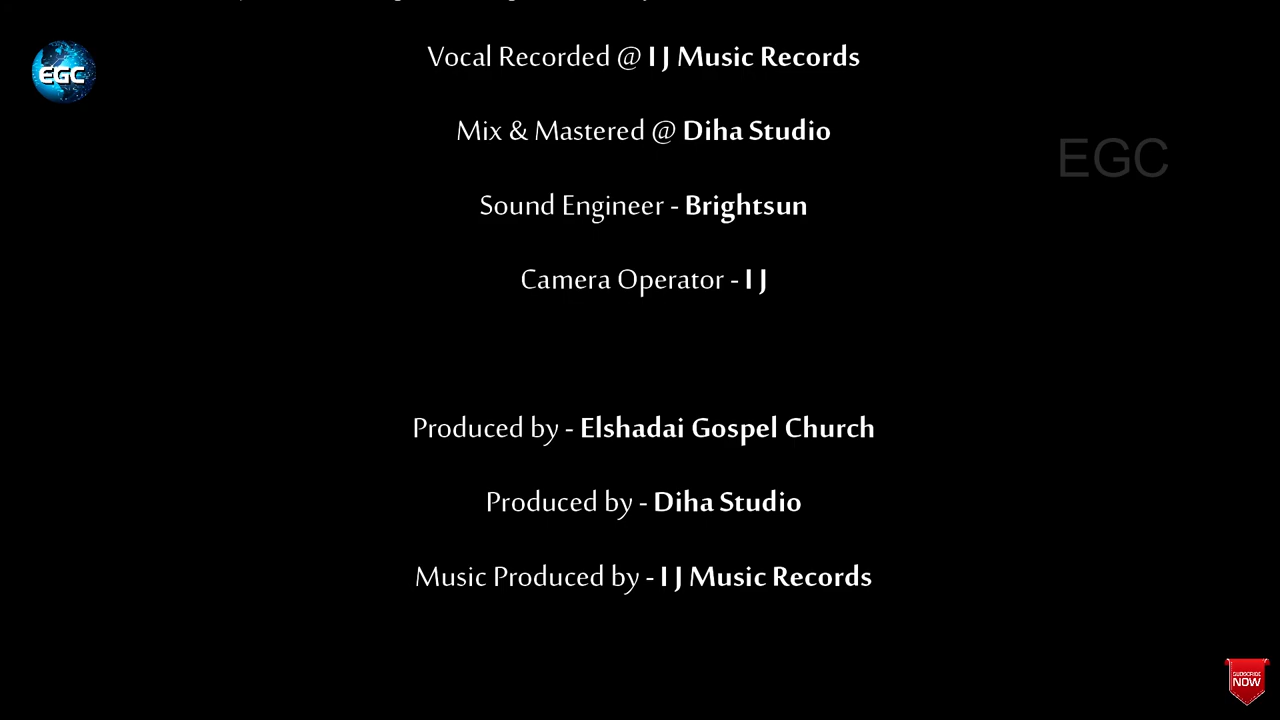 Vocal Recorded @ I J Music Records
EGC
Mix & Mastered @ Diha Studio
EGC
Sound Engineer - Brightsun
Camera Operator - I J
Produced by - Elshadai Gospel Church
Produced by - Diha Studio
Music Produced by - I J Music Records
SUBSCRIBE
NOW